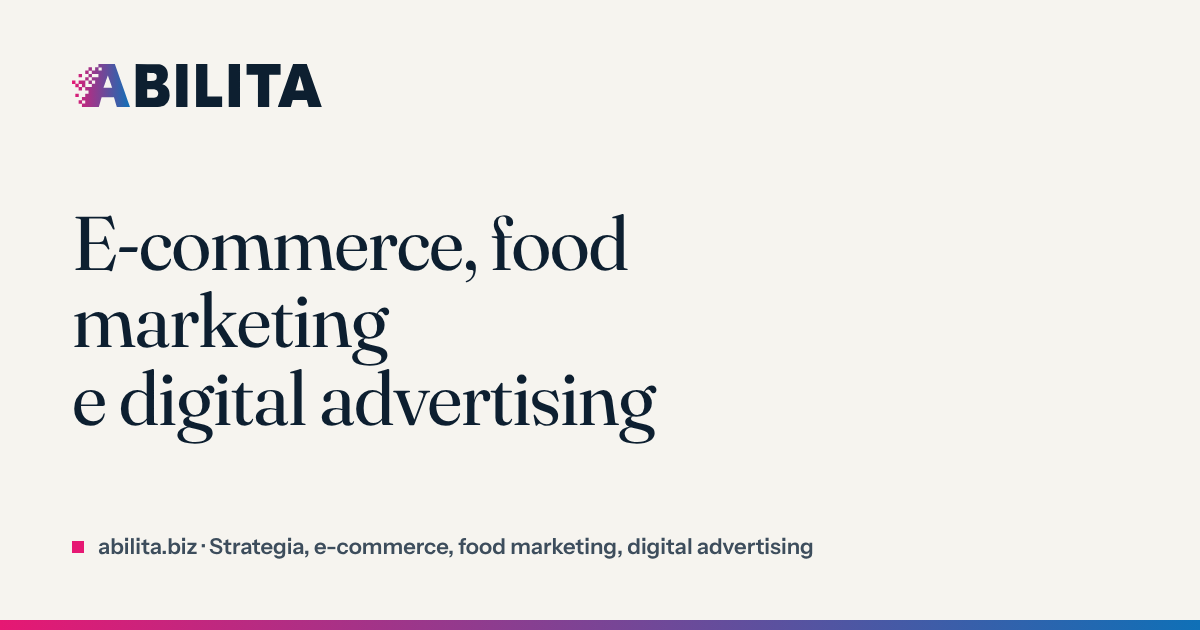 ABILITA
E-commerce, food
marketing
e digital advertising
abilita.biz · Strategia, e-commerce, food marketing, digital advertising